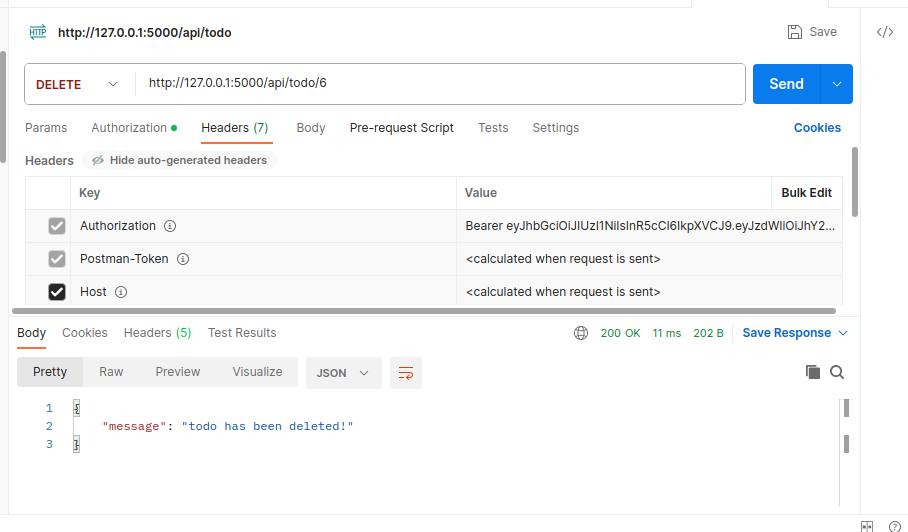 HTTP http://127.0.0.1:5000/api/todo Save </>
DELETE http://127.0.0.1:5000/api/todo/6 Send
Params Authorization Headers (7) Body Pre-request Script Tests Settings Cookies
Headers Hide auto-generated headers
Key Value Bulk Edit
Authorization Bearer eyJhbGciOiJIUzI1NiIsInR5cCI6IkpXVCJ9.eyJzdWIiOiJhY2...
Postman-Token <calculated when request is sent>
Host <calculated when request is sent>
Body Cookies Headers (5) Test Results 200 OK 11 ms 202 B Save Response
Pretty Raw Preview Visualize JSON
1 {
2 "message": "todo has been deleted!"
3 }